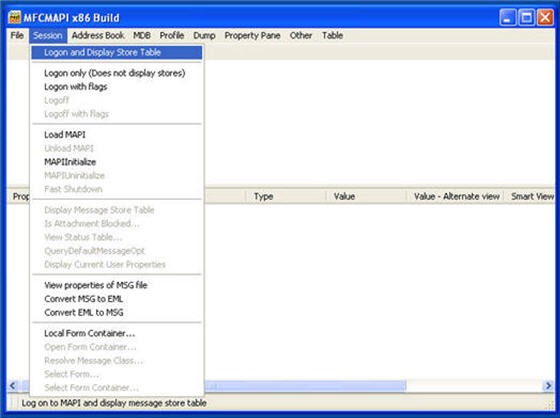 MFCMAPI x86 Build
File Session Address Book MDB Profile Dump Property Pane Other Table
Logon and Display Store Table
Logon only (Does not display stores)
Logon with flags
Logoff
Logoff with flags
Load MAPI
Unload MAPI
MAPIInitialize
MAPIUninitialize
Fast Shutdown
Prop Type Value Value - Alternate view Smart View
Display Message Store Table
Is Attachment Blocked...
View Status Table...
QueryDefaultMessageOpt
Display Current User Properties
View properties of MSG file
Convert MSG to EML
Convert EML to MSG
Local Form Container...
Open Form Container...
Resolve Message Class...
Select Form...
Select Form Container...
Log on to MAPI and display message store table